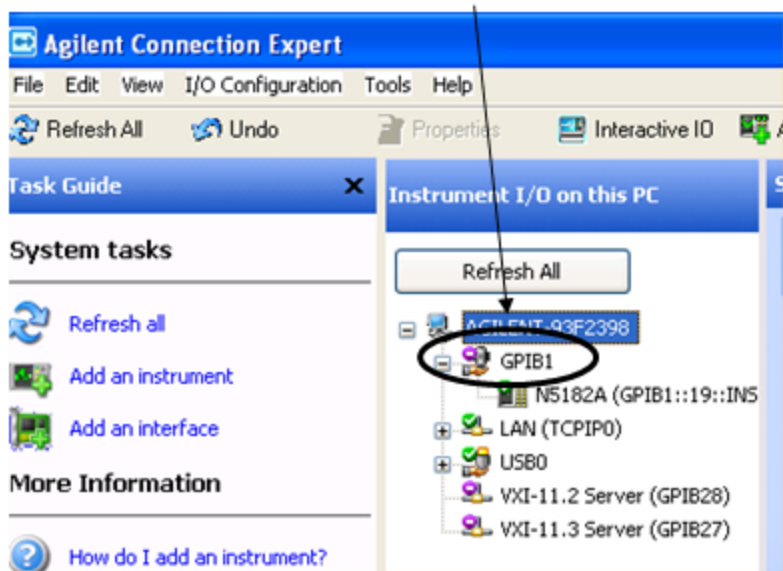 Agilent Connection Expert
File Edit View I/O Configuration Tools Help
Refresh All Undo Properties Interactive IO
Task Guide
Instrument I/O on this PC
System tasks
Refresh All
Refresh all
AGILENT-93F2398
GPIB1
Add an instrument
N5182A (GPIB1::19::INS
Add an interface
LAN (TCPIP0)
USB0
More Information
VXI-11.2 Server (GPIB28)
VXI-11.3 Server (GPIB27)
How do I add an instrument?